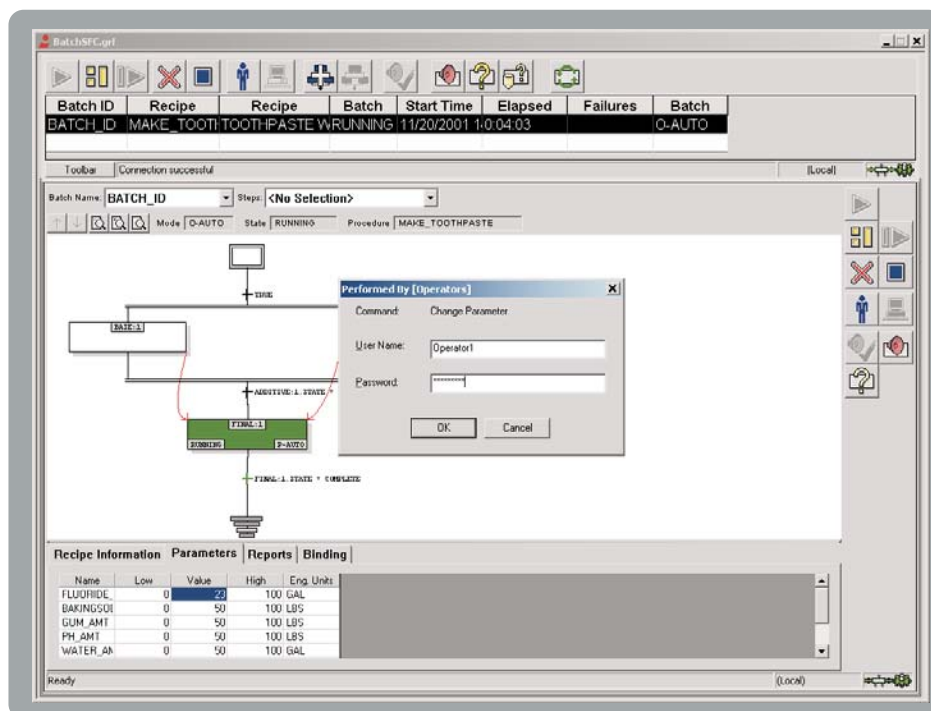 BatchSFC.grf
Batch ID Recipe Recipe Batch Start Time Elapsed Failures Batch
BATCH_ID MAKE_TOOTH TOOTHPASTE W RUNNING 11/20/2001 1 0:04:03 O-AUTO
Toolbar Connection successful (Local)
Batch Name: BATCH_ID Steps: <No Selection>
Mode O-AUTO State RUNNING Procedure MAKE_TOOTHPASTE
TRUE
BASE:1
ADDITIVE:1.STATE
FINAL:1
RUNNING P-AUTO
FINAL:1.STATE = COMPLETE
Performed By [Operators]
Command: Change Parameter
User Name: Operator1
Password: *********
OK Cancel
Recipe Information Parameters Reports Binding
Name Low Value High Eng. Units
FLUORIDE_ 0 23 100 GAL
BAKINGSOI 0 50 100 LBS
GUM_AMT 0 50 100 LBS
PH_AMT 0 50 100 LBS
WATER_AM 0 50 100 GAL
Ready (Local)